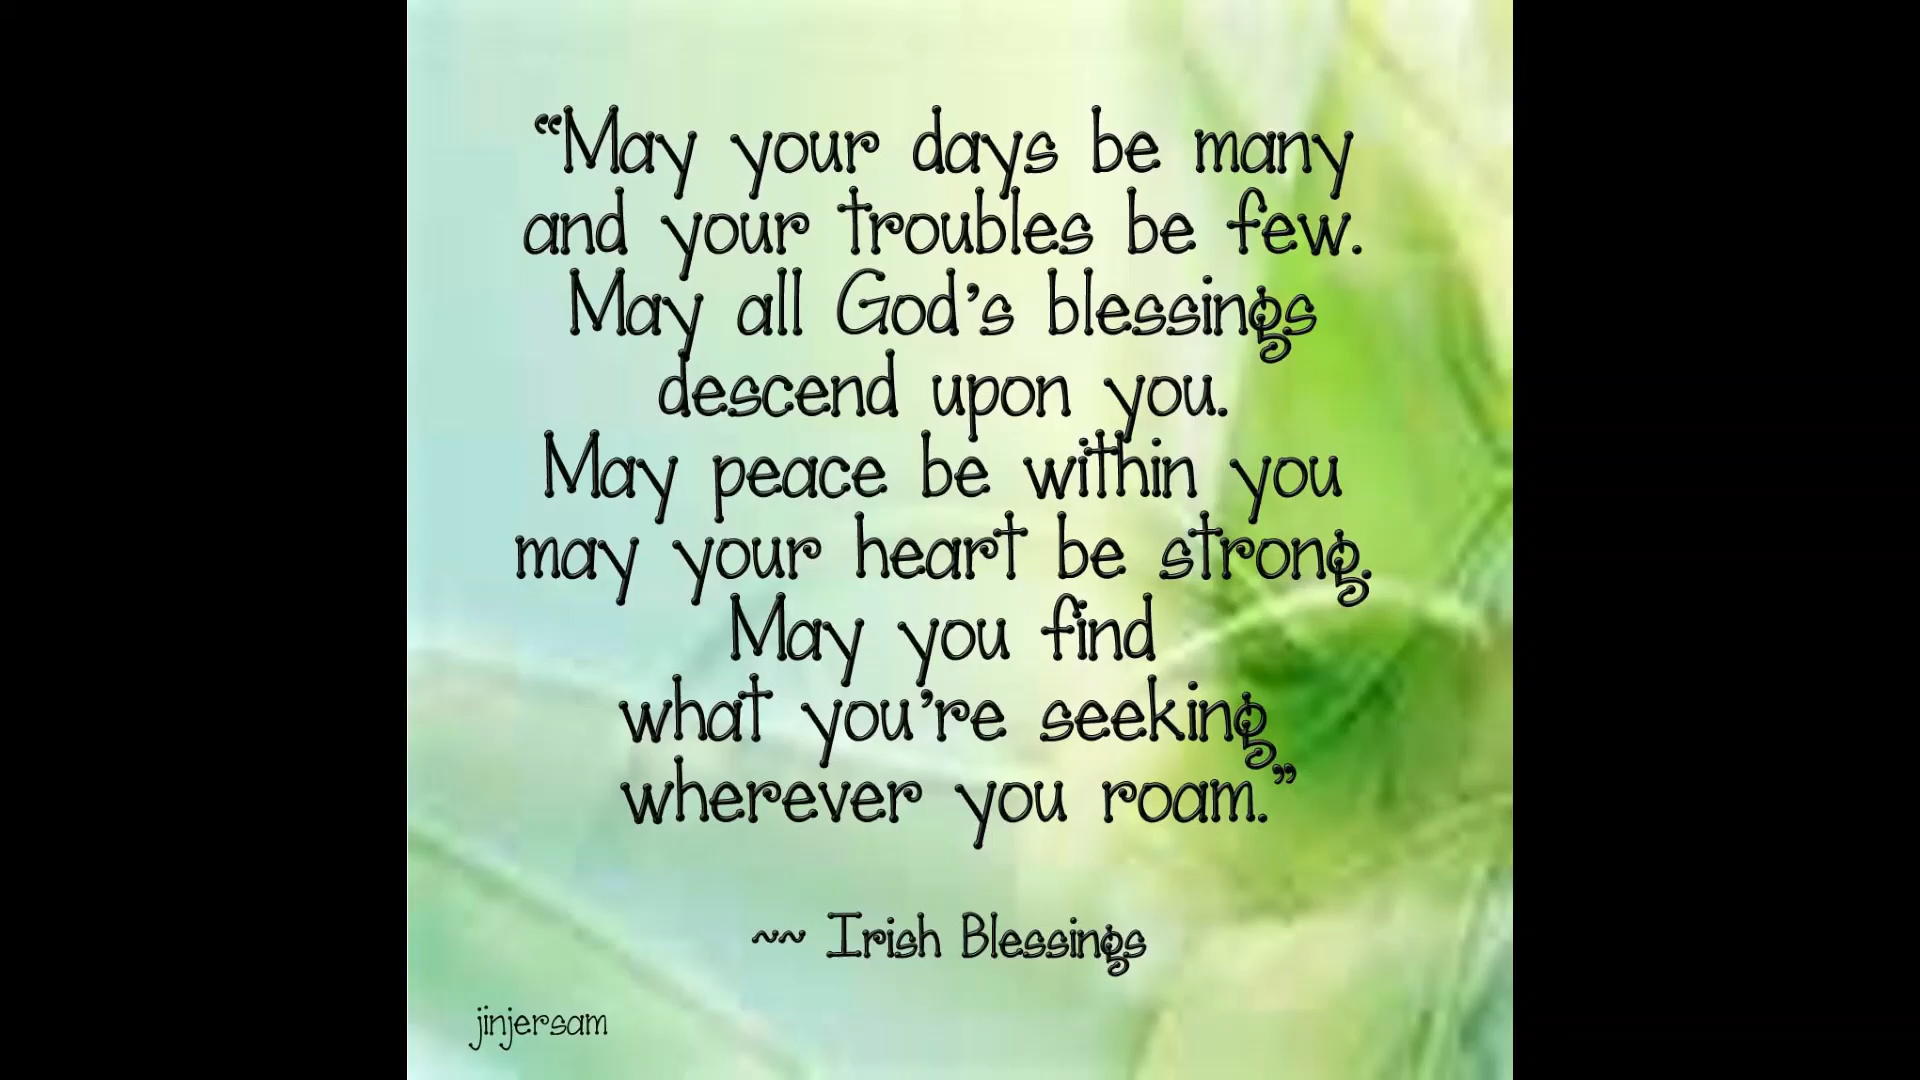 “May your days be many
and your troubles be few.
May all God’s blessings
descend upon you.
May peace be within you
may your heart be strong.
May you find
what you’re seeking
wherever you roam.”
~~ Irish Blessings
jinjersam